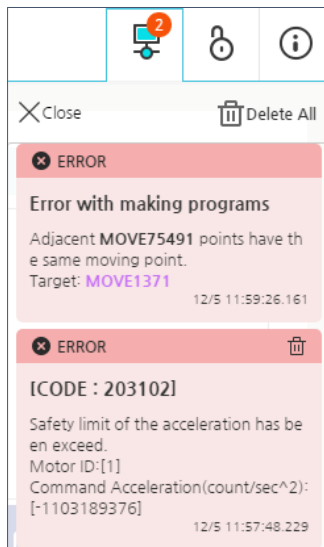 2
Close
Delete All
ERROR
Error with making programs
Adjacent MOVE75491 points have th
e same moving point.
Target: MOVE1371
12/5 11:59:26.161
ERROR
[CODE : 203102]
Safety limit of the acceleration has be
en exceed.
Motor ID:[1]
Command Acceleration(count/sec^2):
[-1103189376]
12/5 11:57:48.229